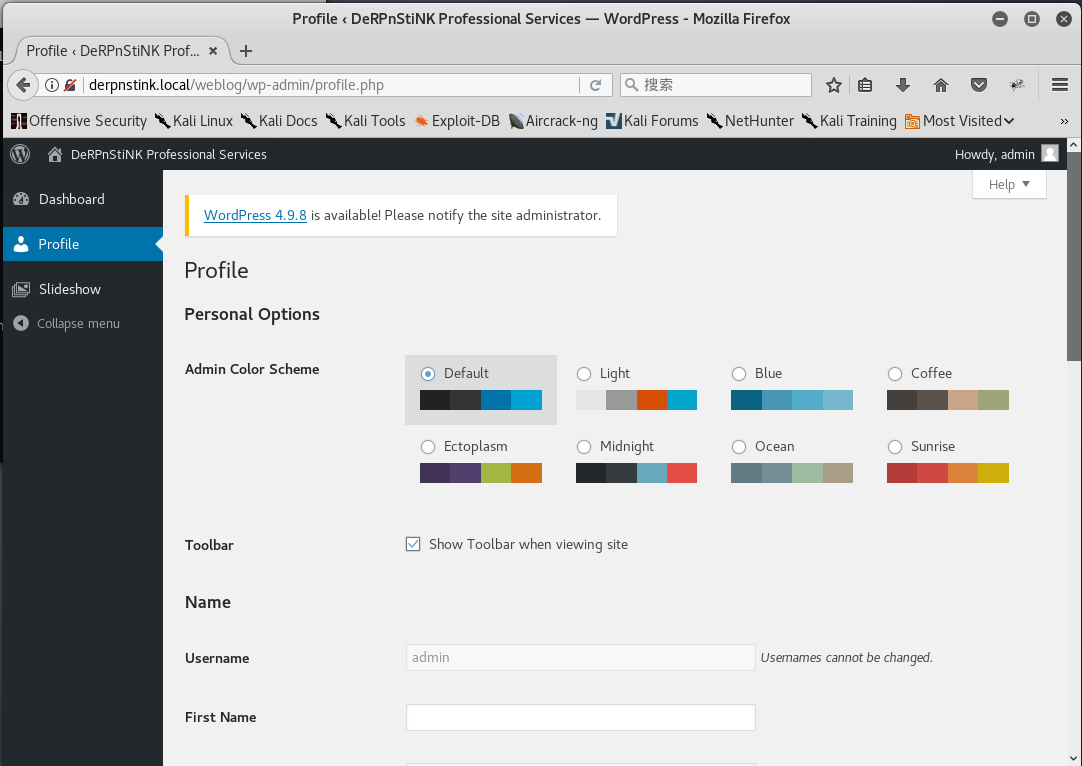 Profile ‹ DeRPnStiNK Professional Services — WordPress - Mozilla Firefox
Profile ‹ DeRPnStiNK Prof...
derpnstink.local/weblog/wp-admin/profile.php
搜索
Offensive Security Kali Linux Kali Docs Kali Tools Exploit-DB Aircrack-ng Kali Forums NetHunter Kali Training Most Visited
DeRPnStiNK Professional Services
Howdy, admin
Help
Dashboard
Profile
Slideshow
Collapse menu
WordPress 4.9.8 is available! Please notify the site administrator.
Profile
Personal Options
Admin Color Scheme
Default
Light
Blue
Coffee
Ectoplasm
Midnight
Ocean
Sunrise
Toolbar
Show Toolbar when viewing site
Name
Username
admin
Usernames cannot be changed.
First Name